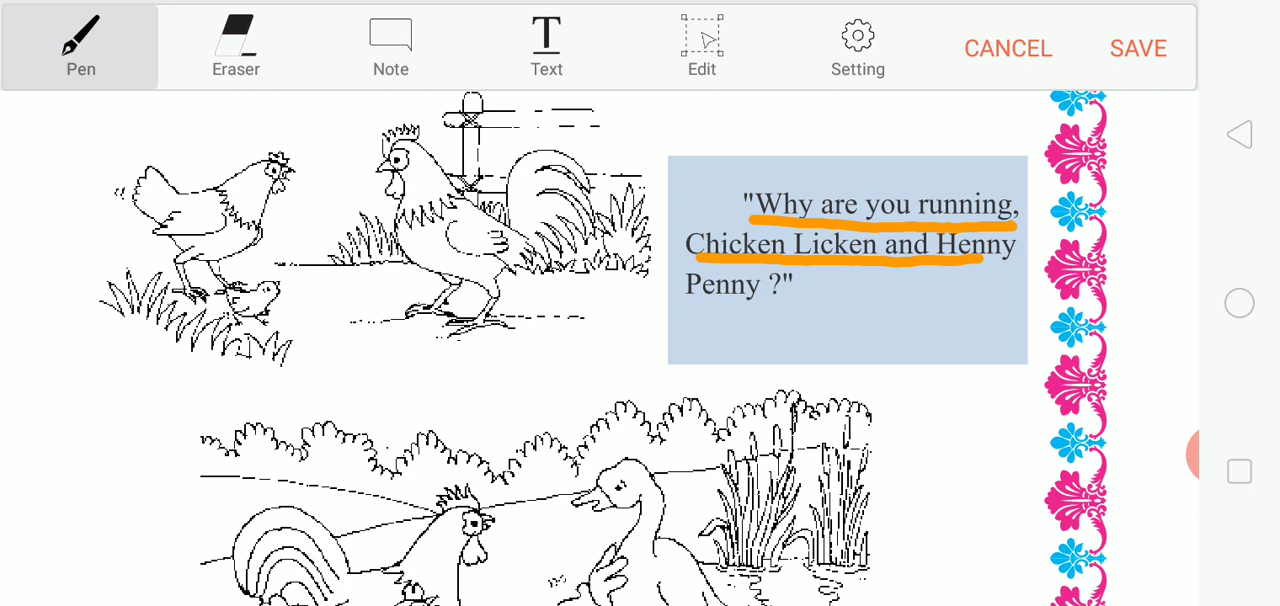 Pen Eraser Note Text Edit Setting CANCEL SAVE
"Why are you running,
Chicken Licken and Henny
Penny ?"